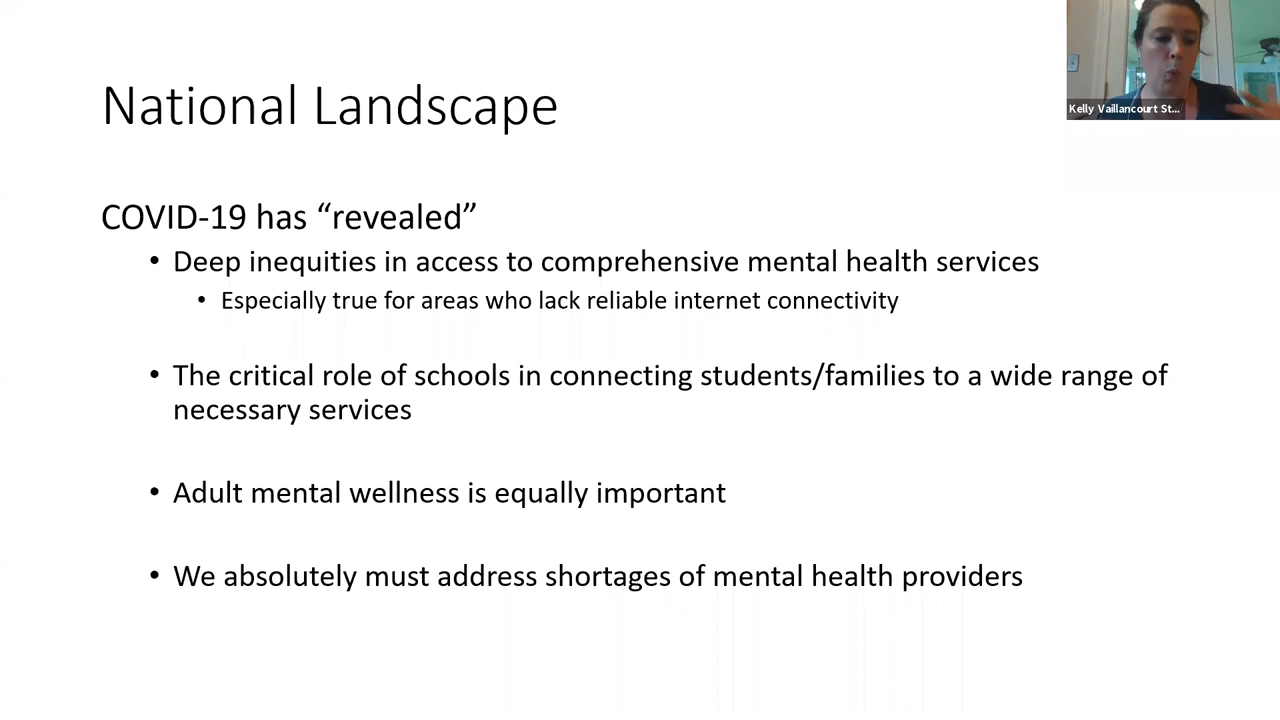 National Landscape
Kelly Vaillancourt St...
COVID-19 has “revealed”
• Deep inequities in access to comprehensive mental health services
• Especially true for areas who lack reliable internet connectivity
• The critical role of schools in connecting students/families to a wide range of
necessary services
• Adult mental wellness is equally important
• We absolutely must address shortages of mental health providers